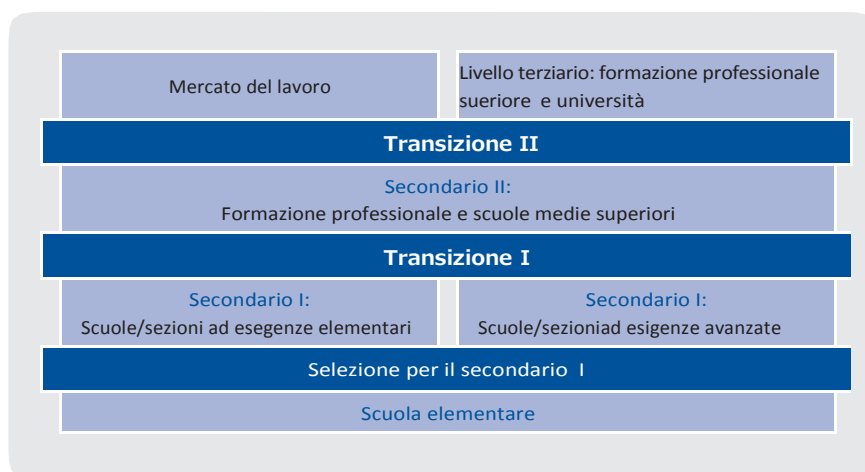 Mercato del lavoro
Livello terziario: formazione professionale
sueriore e università
Transizione II
Secondario II:
Formazione professionale e scuole medie superiori
Transizione I
Secondario I:
Scuole/sezioni ad esegenze elementari
Secondario I:
Scuole/sezioniad esigenze avanzate
Selezione per il secondario I
Scuola elementare